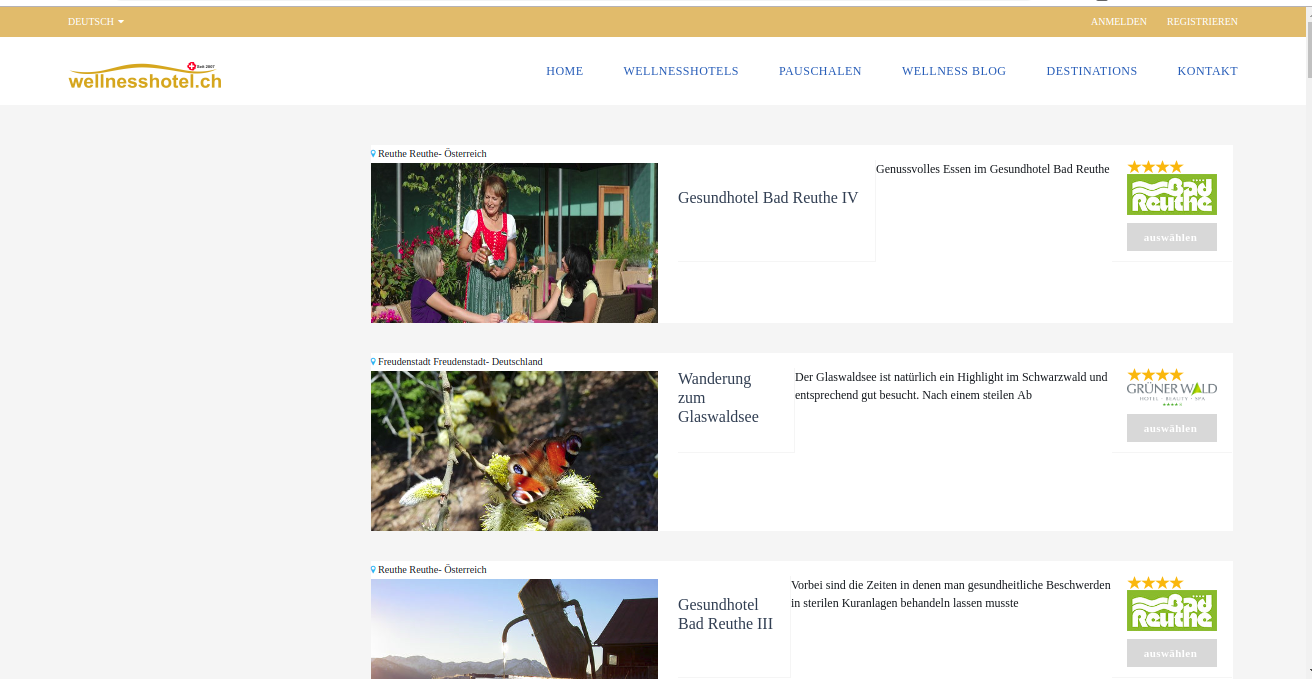 DEUTSCH
ANMELDEN REGISTRIEREN
Seit 2007
wellnesshotel.ch
HOME WELLNESSHOTELS PAUSCHALEN WELLNESS BLOG DESTINATIONS KONTAKT
Reuthe Reuthe- Österreich
Gesundhotel Bad Reuthe IV
Genussvolles Essen im Gesundhotel Bad Reuthe
Bad
Reuthe
auswählen
Freudenstadt Freudenstadt- Deutschland
Wanderung
zum
Glaswaldsee
Der Glaswaldsee ist natürlich ein Highlight im Schwarzwald und
entsprechend gut besucht. Nach einem steilen Ab
GRÜNER WALD
HOTEL · BEAUTY · SPA
auswählen
Reuthe Reuthe- Österreich
Gesundhotel
Bad Reuthe III
Vorbei sind die Zeiten in denen man gesundheitliche Beschwerden
in sterilen Kuranlagen behandeln lassen musste
Bad
Reuthe
auswählen